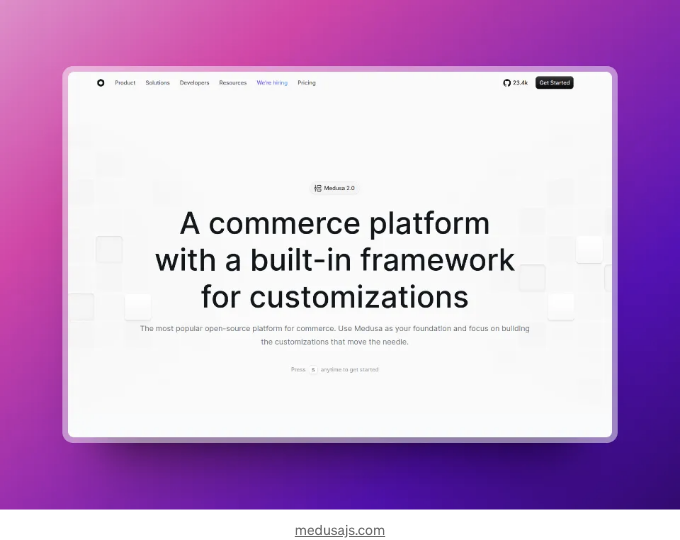 Product Solutions Developers Resources We're hiring Pricing 23.4k Get Started
Medusa 2.0
A commerce platform
with a built-in framework
for customizations
The most popular open-source platform for commerce. Use Medusa as your foundation and focus on building
the customizations that move the needle.
Press S anytime to get started
medusajs.com